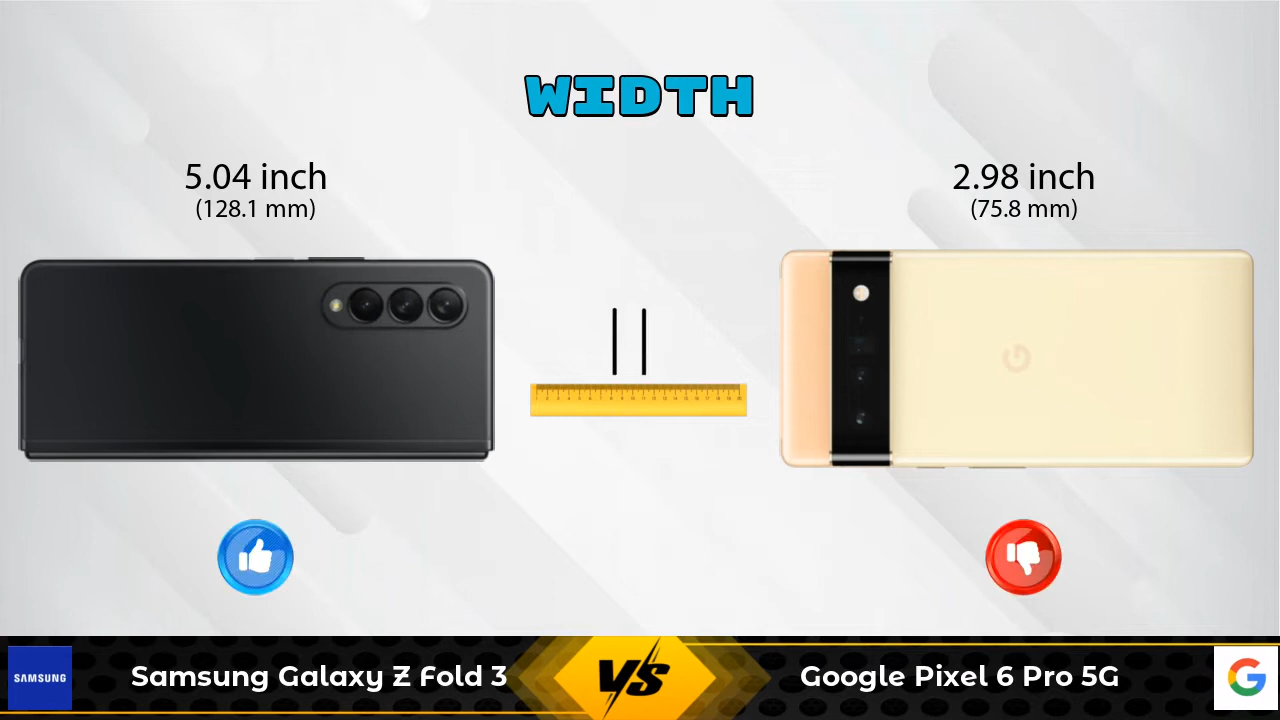 WIDTH
5.04 inch
(128.1 mm)
2.98 inch
(75.8 mm)
SAMSUNG
Samsung Galaxy Z Fold 3
VS
Google Pixel 6 Pro 5G
G